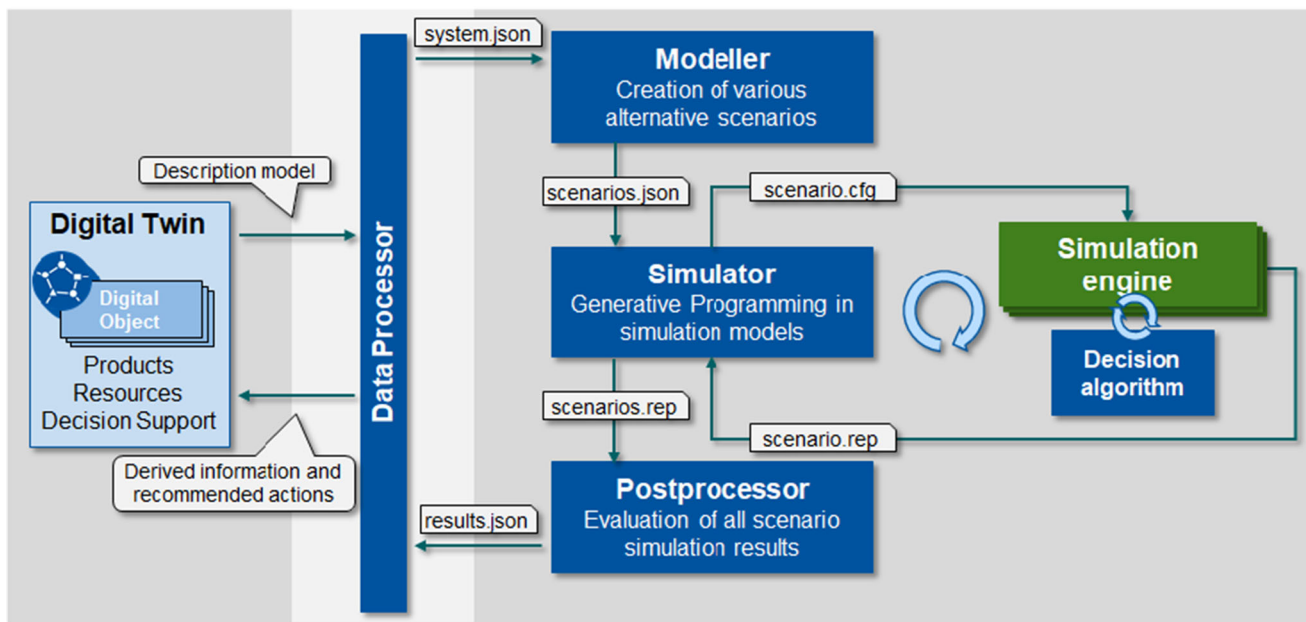 system.json
Modeller
Creation of various
alternative scenarios
Description model
scenarios.json
scenario.cfg
Digital Twin
Digital
Object
Products
Resources
Decision Support
Data Processor
Simulator
Generative Programming in
simulation models
Simulation
engine
Decision
algorithm
scenarios.rep
scenario.rep
Derived information and
recommended actions
Postprocessor
Evaluation of all scenario
simulation results
results.json